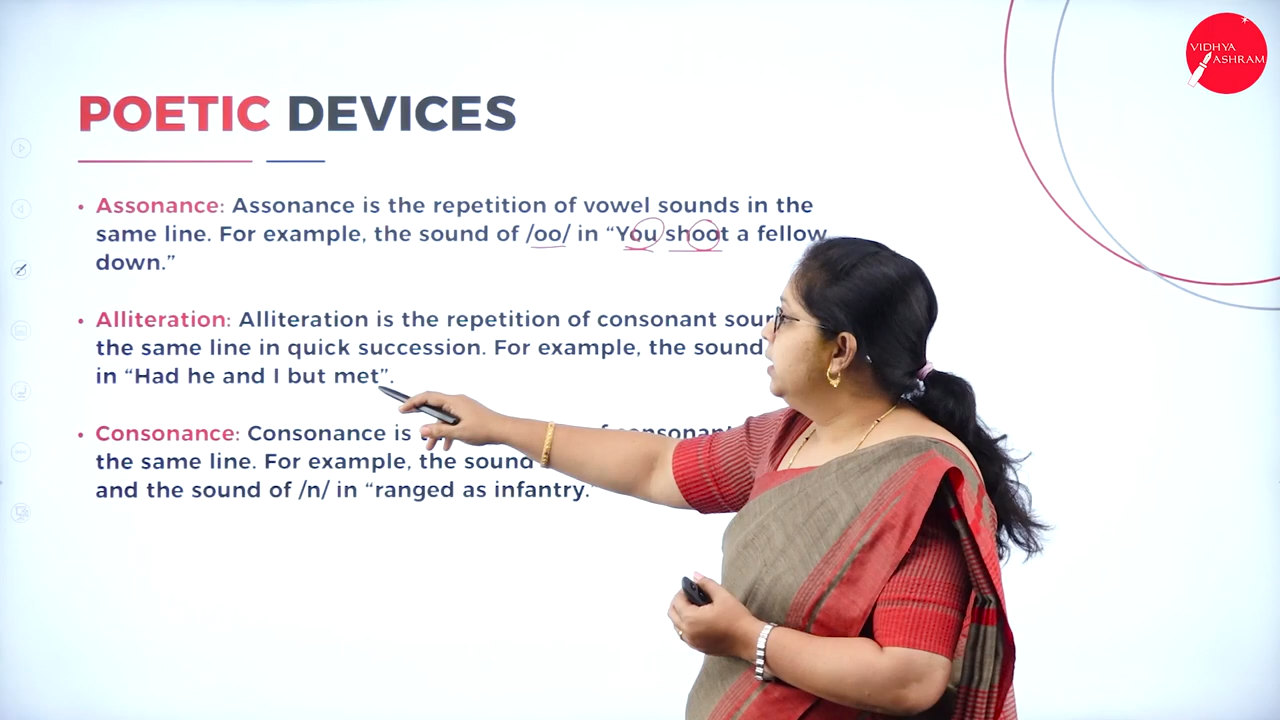 VIDHYA
ASHRAM
POETIC DEVICES
• Assonance: Assonance is the repetition of vowel sounds in the
same line. For example, the sound of /oo/ in “You shoot a fellow
down.”
• Alliteration: Alliteration is the repetition of consonant
the same line in quick succession. For example, the sound
in “Had he and I but met”.
• Consonance: Consonance is
the same line. For example, the sound
and the sound of /n/ in “ranged as infantry.